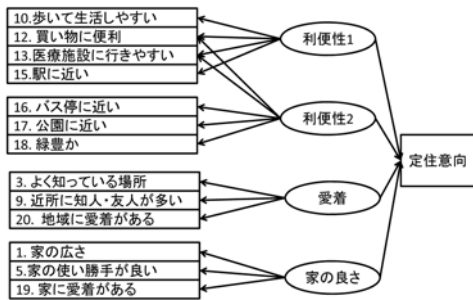 10.歩いて生活しやすい
12. 買い物に便利
13.医療施設に行きやすい
15.駅に近い
利便性1
16. バス停に近い
17. 公園に近い
18. 緑豊か
利便性2
3. よく知っている場所
9. 近所に知人・友人が多い
20. 地域に愛着がある
愛着
1. 家の広さ
5.家の使い勝手が良い
19. 家に愛着がある
家の良さ
定住意向